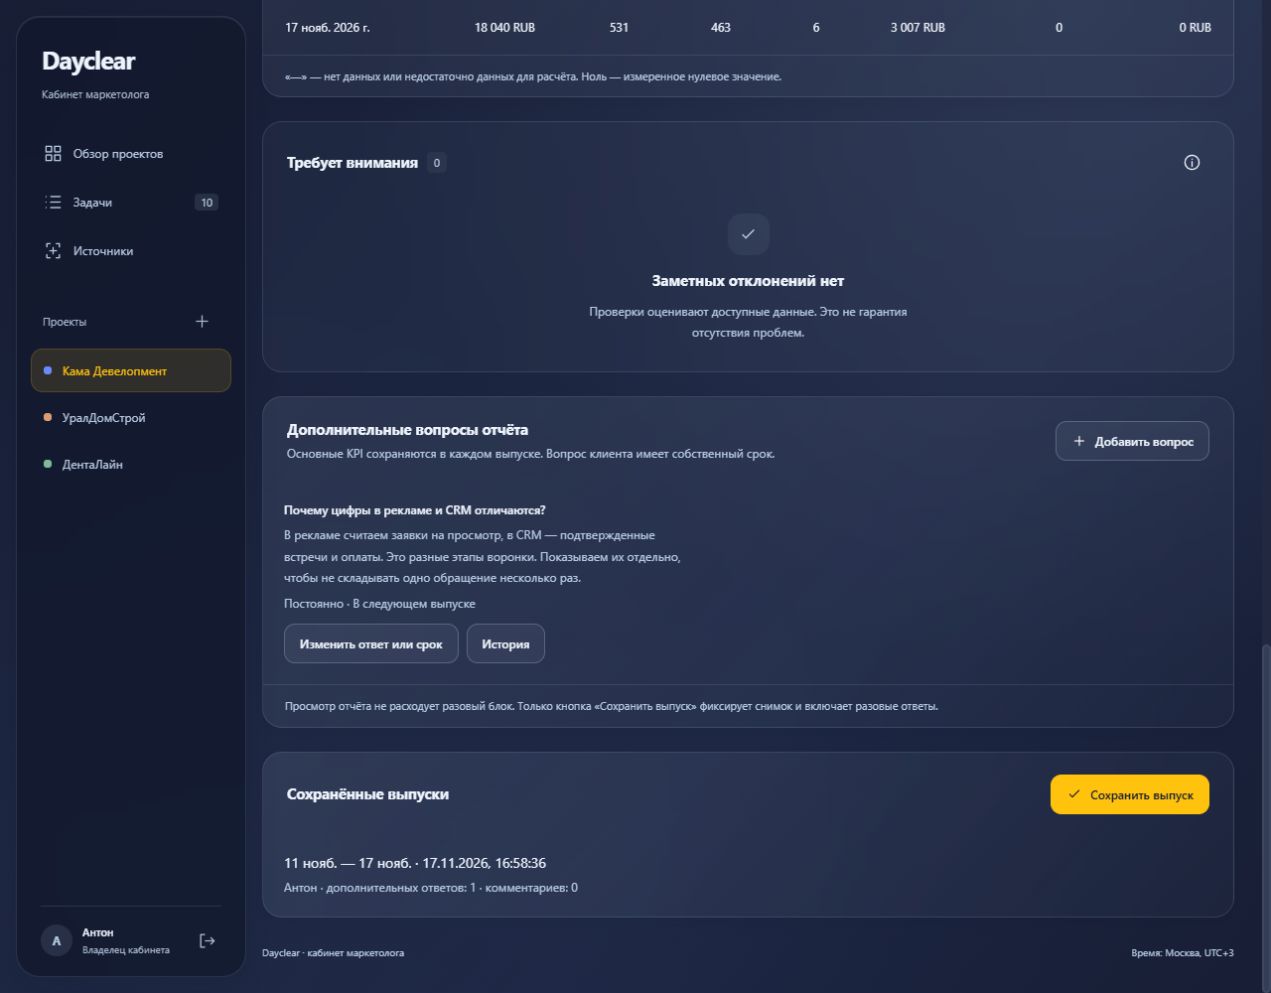 Dayclear
Кабинет маркетолога
Обзор проектов
Задачи 10
Источники
Проекты
Кама Девелопмент
УралДомСтрой
ДентаЛайн
А
Антон
Владелец кабинета
17 нояб. 2026 г. 18 040 RUB 531 463 6 3 007 RUB 0 0 RUB
«—» — нет данных или недостаточно данных для расчёта. Ноль — измеренное нулевое значение.
Требует внимания 0
Заметных отклонений нет
Проверки оценивают доступные данные. Это не гарантия
отсутствия проблем.
Дополнительные вопросы отчёта
Основные KPI сохраняются в каждом выпуске. Вопрос клиента имеет собственный срок.
Добавить вопрос
Почему цифры в рекламе и CRM отличаются?
В рекламе считаем заявки на просмотр, в CRM — подтвержденные
встречи и оплаты. Это разные этапы воронки. Показываем их отдельно,
чтобы не складывать одно обращение несколько раз.
Постоянно · В следующем выпуске
Изменить ответ или срок История
Просмотр отчёта не расходует разовый блок. Только кнопка «Сохранить выпуск» фиксирует снимок и включает разовые ответы.
Сохранённые выпуски
Сохранить выпуск
11 нояб. — 17 нояб. · 17.11.2026, 16:58:36
Антон · дополнительных ответов: 1 · комментариев: 0
Dayclear · кабинет маркетолога
Время: Москва, UTC+3